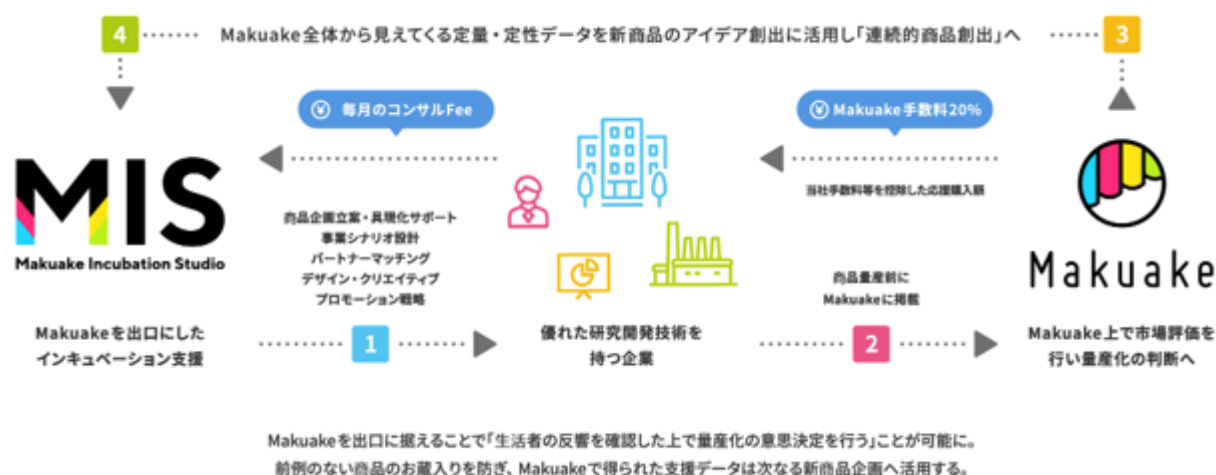 4
Makuake全体から見えてくる定量・定性データを新商品のアイデア創出に活用し「連続的商品創出」へ
3
¥ 毎月のコンサルFee
¥ Makuake手数料20%
MIS
Makuake Incubation Studio
商品企画立案・具現化サポート
事業シナリオ設計
パートナーマッチング
デザイン・クリエイティブ
プロモーション戦略
当社手数料等を控除した応援購入額
商品量産前に
Makuakeに掲載
Makuake
Makuakeを出口にした
インキュベーション支援
1
優れた研究開発技術を
持つ企業
2
Makuake上で市場評価を
行い量産化の判断へ
Makuakeを出口に据えることで「生活者の反響を確認した上で量産化の意思決定を行う」ことが可能に。
前例のない商品のお蔵入りを防ぎ、Makuakeで得られた支援データは次なる新商品企画へ活用する。